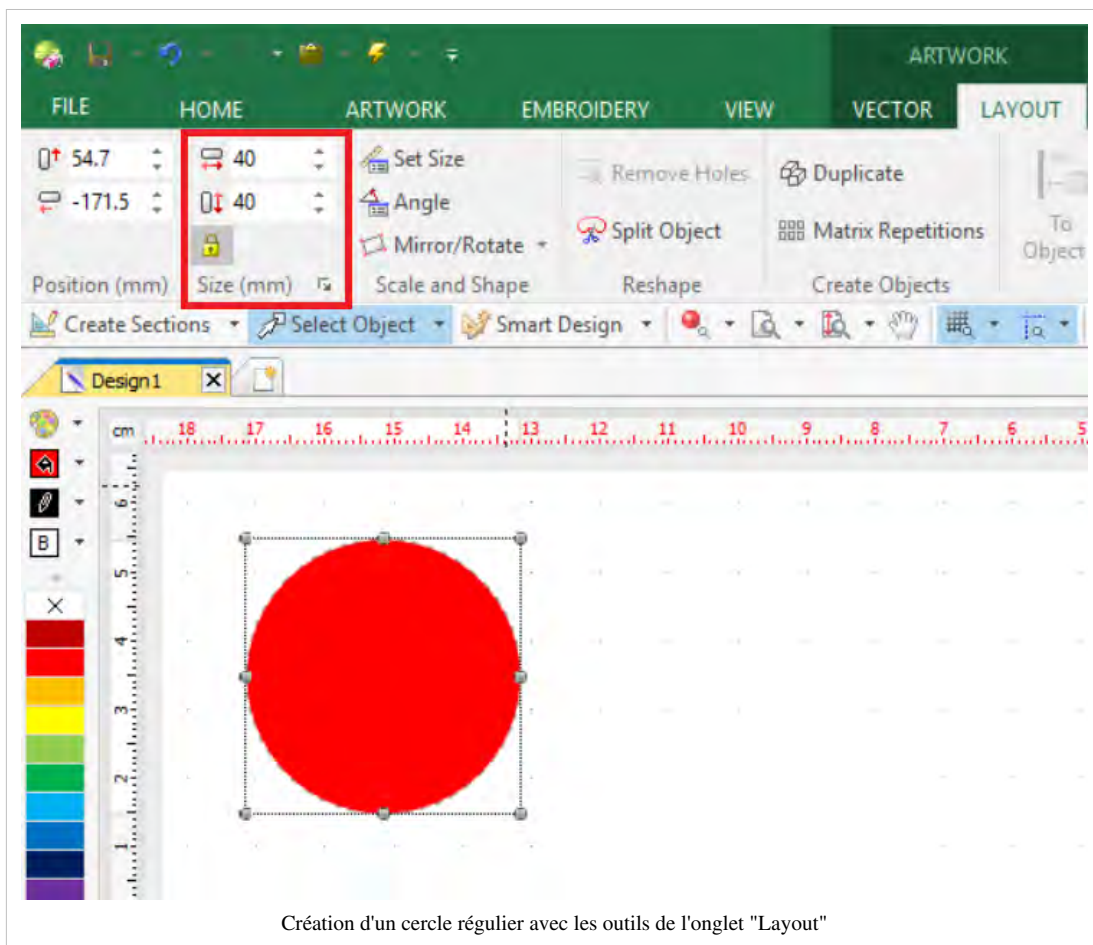 ARTWORK
FILE HOME ARTWORK EMBROIDERY VIEW VECTOR LAYOUT
54.7 40 Set Size Remove Holes Duplicate
-171.5 40 Angle Split Object Matrix Repetitions To
Mirror/Rotate Object
Position (mm) Size (mm) Scale and Shape Reshape Create Objects
Create Sections Select Object Smart Design
Design1
cm 18 17 16 15 14 13 12 11 10 9 8 7 6 5
6
B
5
4
3
2
1
Création d'un cercle régulier avec les outils de l'onglet "Layout"